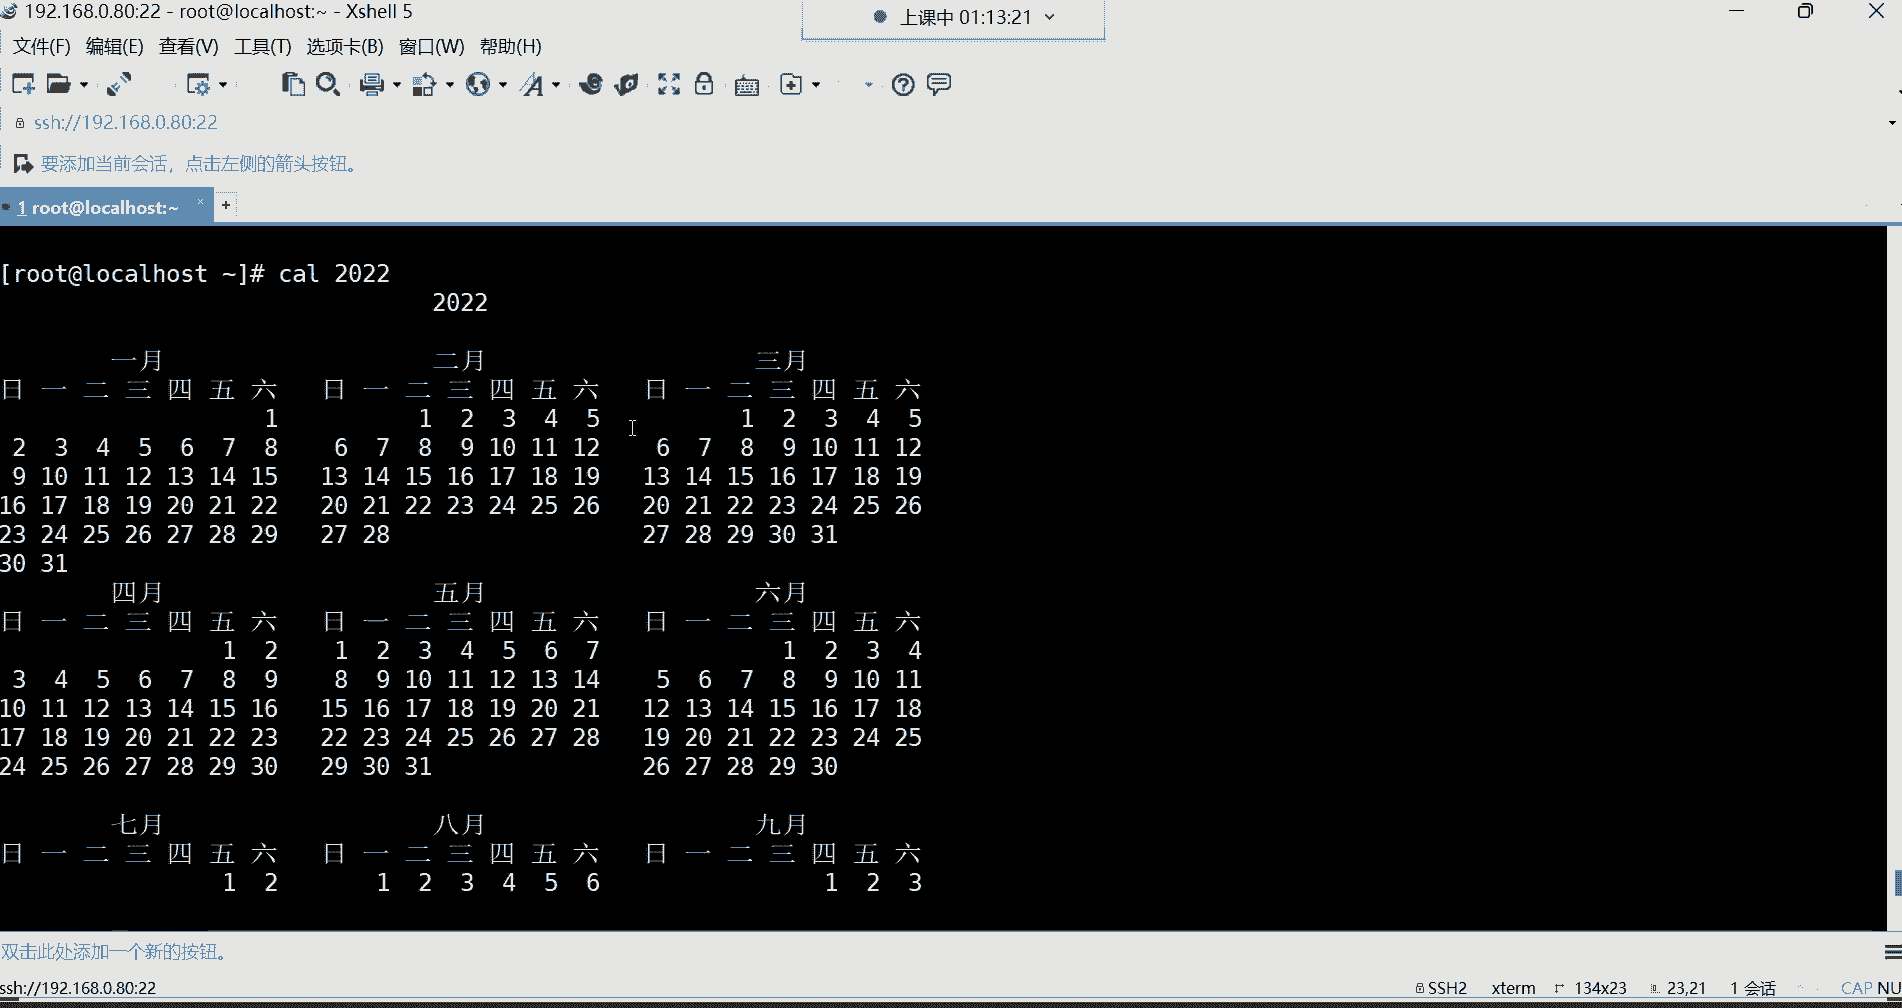 192.168.0.80:22 - root@localhost:~ - Xshell 5
上课中 01:13:21
文件(F) 编辑(E) 查看(V) 工具(T) 选项卡(B) 窗口(W) 帮助(H)
ssh://192.168.0.80:22
要添加当前会话，点击左侧的箭头按钮。
1 root@localhost:~ × +
[root@localhost ~]# cal 2022
2022
一月 二月 三月
日 一 二 三 四 五 六 日 一 二 三 四 五 六 日 一 二 三 四 五 六
1 1 2 3 4 5 1 2 3 4 5
2 3 4 5 6 7 8 6 7 8 9 10 11 12 6 7 8 9 10 11 12
9 10 11 12 13 14 15 13 14 15 16 17 18 19 13 14 15 16 17 18 19
16 17 18 19 20 21 22 20 21 22 23 24 25 26 20 21 22 23 24 25 26
23 24 25 26 27 28 29 27 28 27 28 29 30 31
30 31
四月 五月 六月
日 一 二 三 四 五 六 日 一 二 三 四 五 六 日 一 二 三 四 五 六
1 2 1 2 3 4 5 6 7 1 2 3 4
3 4 5 6 7 8 9 8 9 10 11 12 13 14 5 6 7 8 9 10 11
10 11 12 13 14 15 16 15 16 17 18 19 20 21 12 13 14 15 16 17 18
17 18 19 20 21 22 23 22 23 24 25 26 27 28 19 20 21 22 23 24 25
24 25 26 27 28 29 30 29 30 31 26 27 28 29 30
七月 八月 九月
日 一 二 三 四 五 六 日 一 二 三 四 五 六 日 一 二 三 四 五 六
1 2 1 2 3 4 5 6 1 2 3
双击此处添加一个新的按钮。
ssh://192.168.0.80:22 SSH2 xterm 134x23 23,21 1 会话 CAP NU